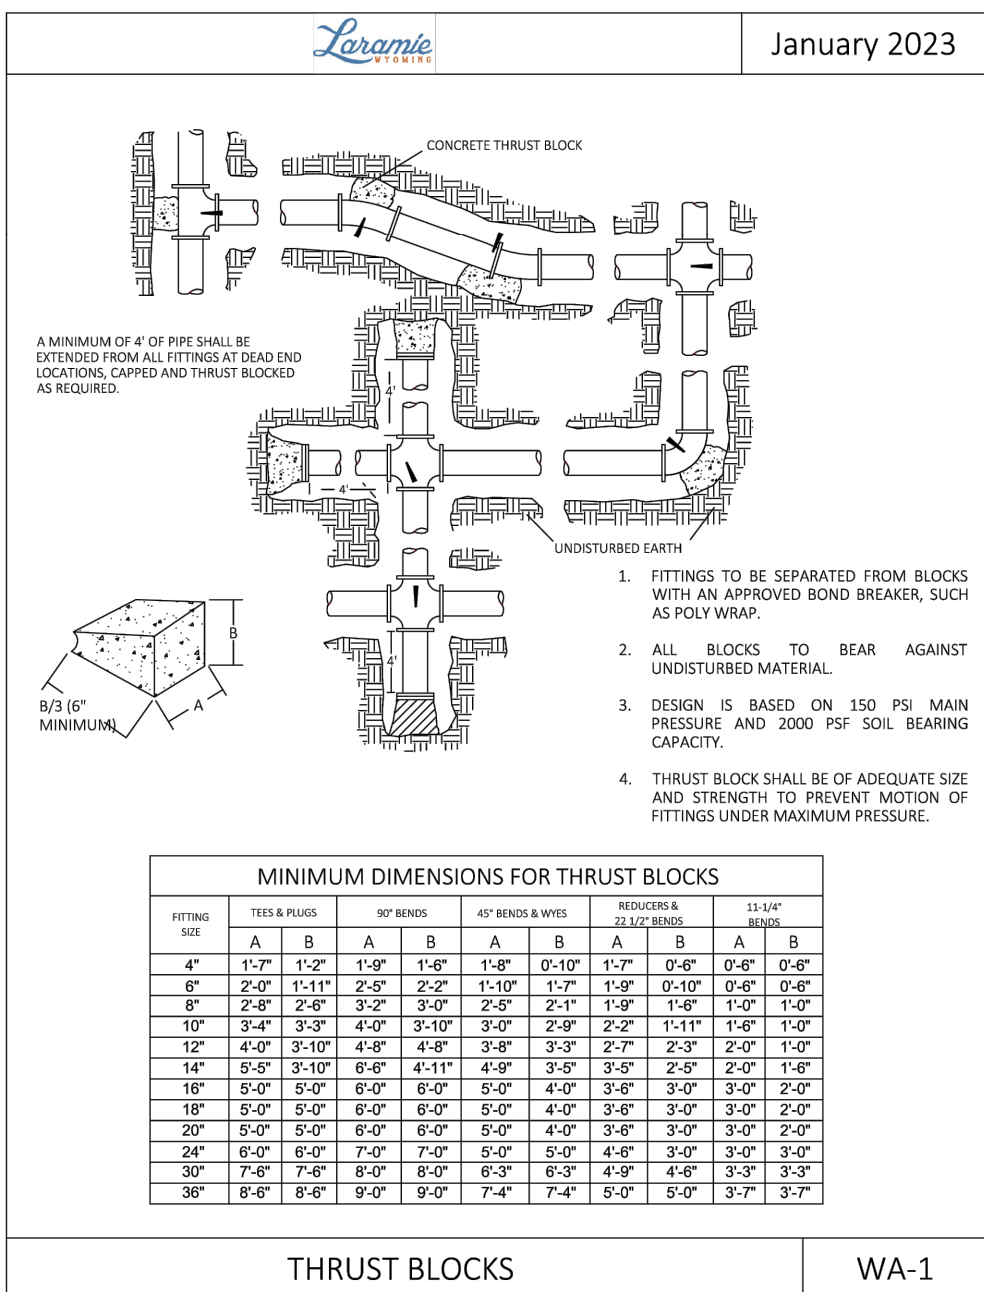 Laramie
WYOMING
January 2023
CONCRETE THRUST BLOCK
A MINIMUM OF 4' OF PIPE SHALL BE
EXTENDED FROM ALL FITTINGS AT DEAD END
LOCATIONS, CAPPED AND THRUST BLOCKED
AS REQUIRED.
4'
4'
UNDISTURBED EARTH
4'
B
A
B/3 (6"
MINIMUM)
1. FITTINGS TO BE SEPARATED FROM BLOCKS
WITH AN APPROVED BOND BREAKER, SUCH
AS POLY WRAP.
2. ALL BLOCKS TO BEAR AGAINST
UNDISTURBED MATERIAL.
3. DESIGN IS BASED ON 150 PSI MAIN
PRESSURE AND 2000 PSF SOIL BEARING
CAPACITY.
4. THRUST BLOCK SHALL BE OF ADEQUATE SIZE
AND STRENGTH TO PREVENT MOTION OF
FITTINGS UNDER MAXIMUM PRESSURE.
MINIMUM DIMENSIONS FOR THRUST BLOCKS
FITTING SIZE TEES & PLUGS 90° BENDS 45° BENDS & WYES REDUCERS & 22 1/2° BENDS 11-1/4° BENDS
A B A B A B A B A B
4" 1'-7" 1'-2" 1'-9" 1'-6" 1'-8" 0'-10" 1'-7" 0'-6" 0'-6" 0'-6"
6" 2'-0" 1'-11" 2'-5" 2'-2" 1'-10" 1'-7" 1'-9" 0'-10" 0'-6" 0'-6"
8" 2'-8" 2'-6" 3'-2" 3'-0" 2'-5" 2'-1" 1'-9" 1'-6" 1'-0" 1'-0"
10" 3'-4" 3'-3" 4'-0" 3'-10" 3'-0" 2'-9" 2'-2" 1'-11" 1'-6" 1'-0"
12" 4'-0" 3'-10" 4'-8" 4'-8" 3'-8" 3'-3" 2'-7" 2'-3" 2'-0" 1'-0"
14" 5'-5" 3'-10" 6'-6" 4'-11" 4'-9" 3'-5" 3'-5" 2'-5" 2'-0" 1'-6"
16" 5'-0" 5'-0" 6'-0" 6'-0" 5'-0" 4'-0" 3'-6" 3'-0" 3'-0" 2'-0"
18" 5'-0" 5'-0" 6'-0" 6'-0" 5'-0" 4'-0" 3'-6" 3'-0" 3'-0" 2'-0"
20" 5'-0" 5'-0" 6'-0" 6'-0" 5'-0" 4'-0" 3'-6" 3'-0" 3'-0" 2'-0"
24" 6'-0" 6'-0" 7'-0" 7'-0" 5'-0" 5'-0" 4'-6" 3'-0" 3'-0" 3'-0"
30" 7'-6" 7'-6" 8'-0" 8'-0" 6'-3" 6'-3" 4'-9" 4'-6" 3'-3" 3'-3"
36" 8'-6" 8'-6" 9'-0" 9'-0" 7'-4" 7'-4" 5'-0" 5'-0" 3'-7" 3'-7"
THRUST BLOCKS
WA-1